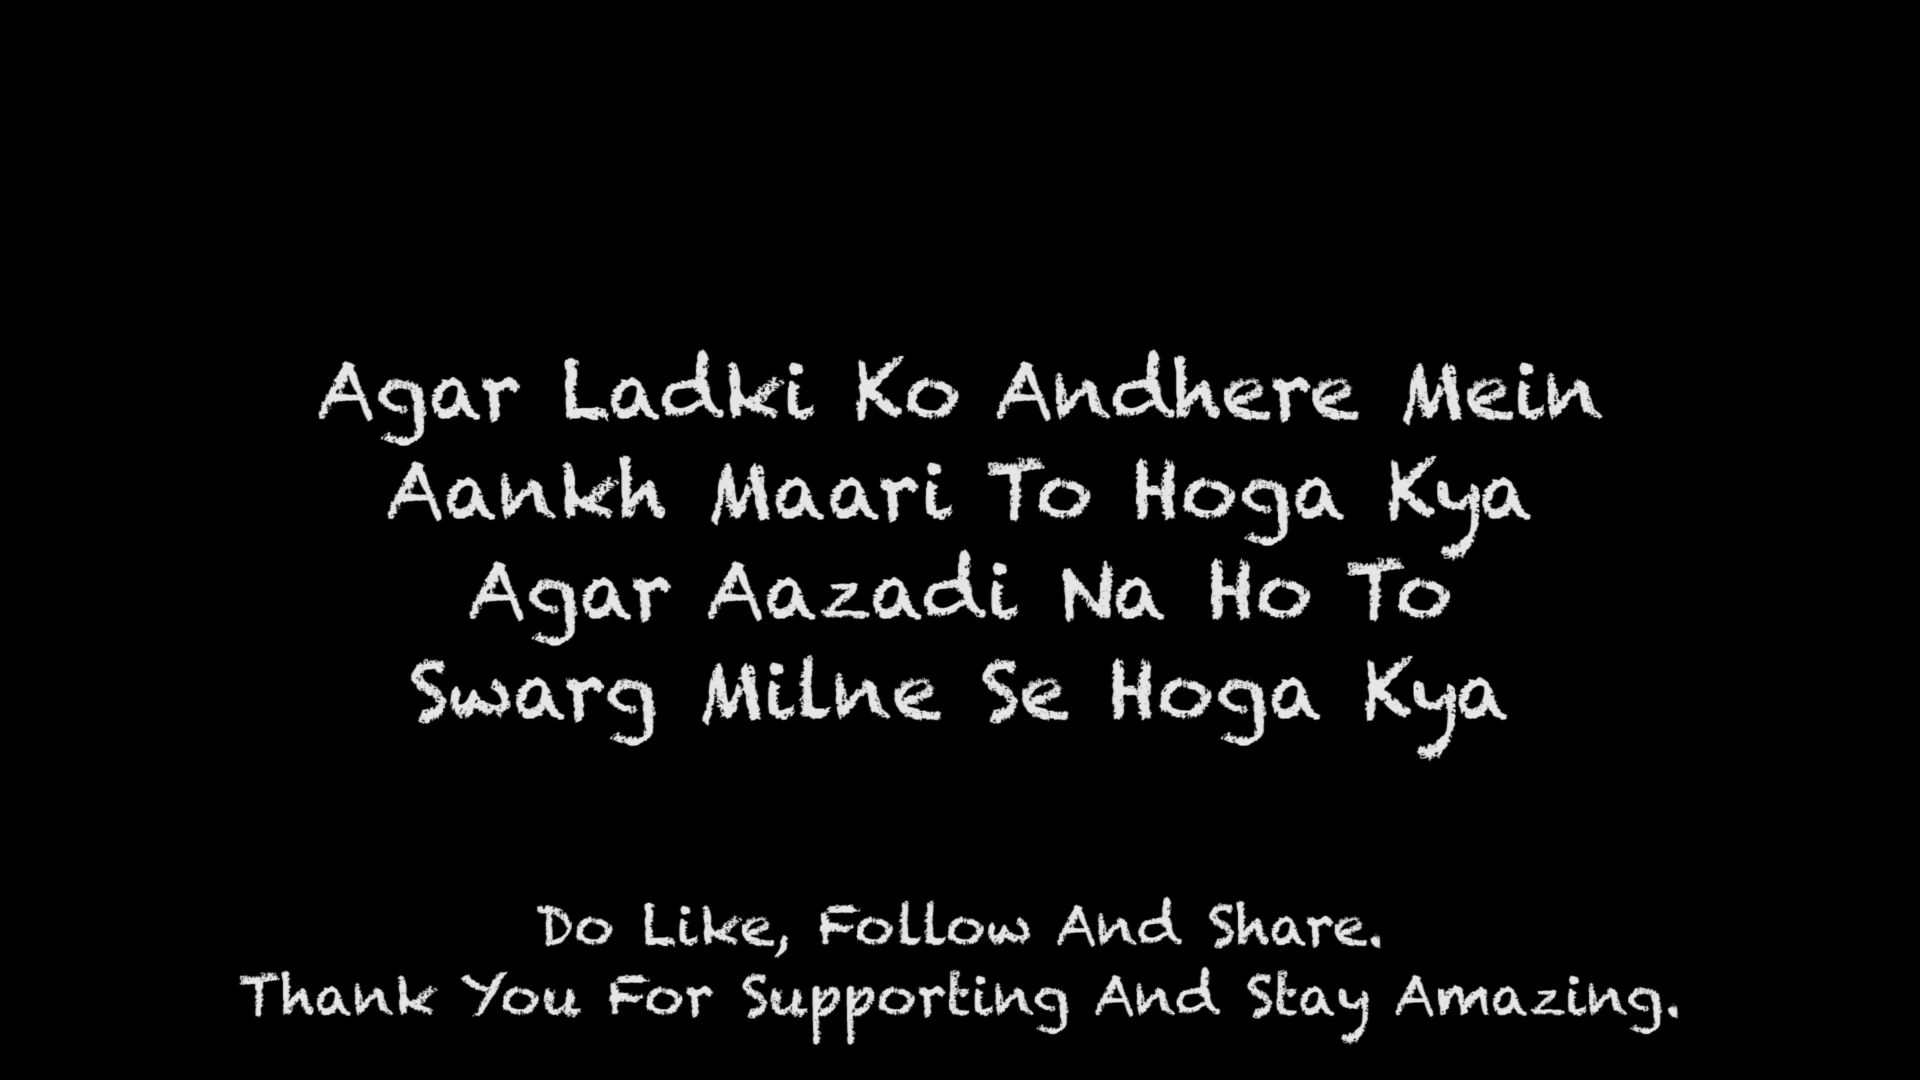 Agar Ladki Ko Andhere Mein
Aankh Maari To Hoga Kya
Agar Aazadi Na Ho To
Swarg Milne Se Hoga Kya
Do Like, Follow And Share.
Thank You For Supporting And Stay Amazing.